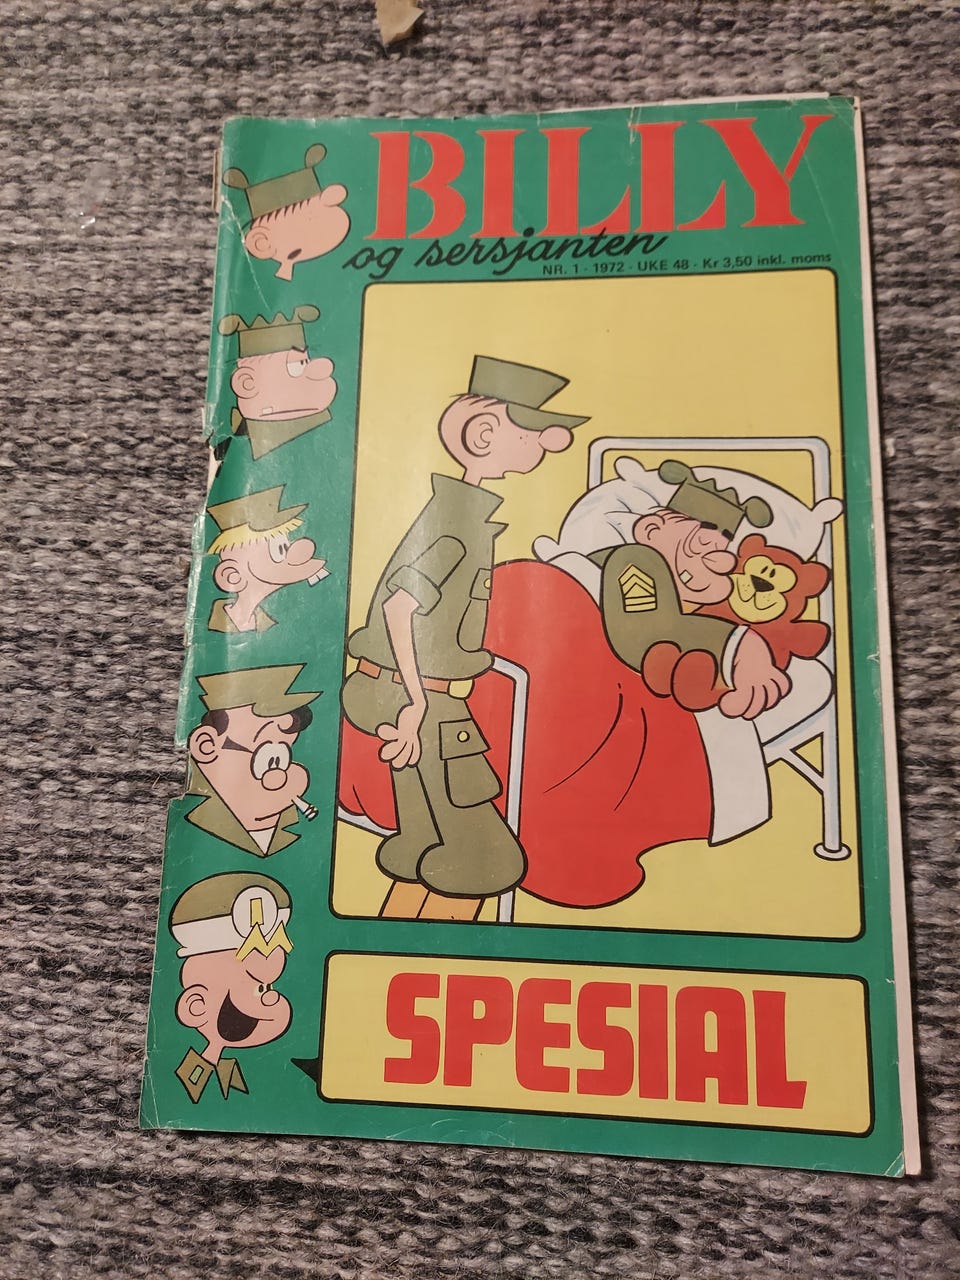 BILLY
og sersjanten
NR. 1 - 1972 - UKE 48 - Kr 3,50 inkl. moms
M
SPESIAL